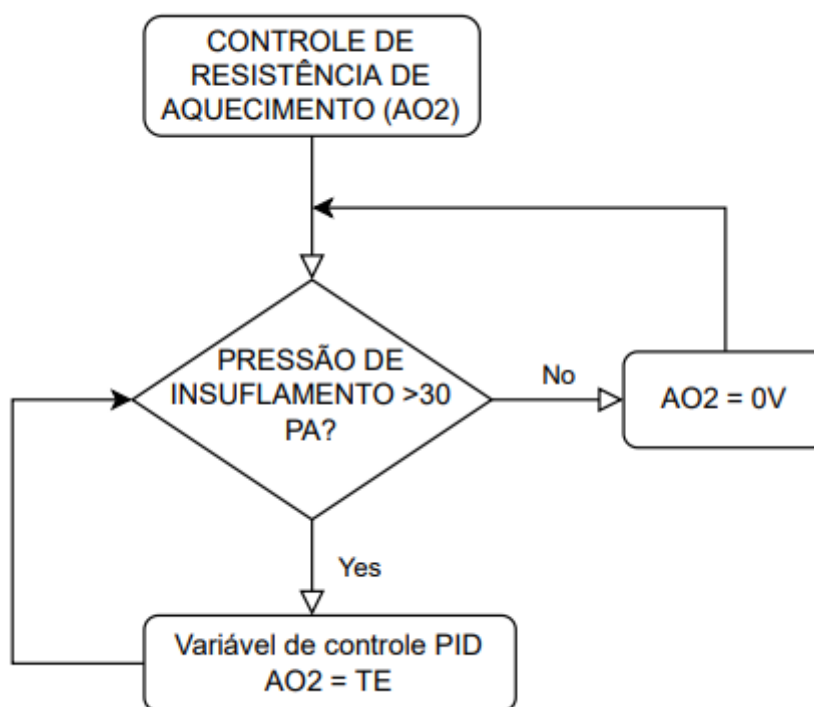 CONTROLE DE
RESISTÊNCIA DE
AQUECIMENTO (AO2)
PRESSÃO DE
INSUFLAMENTO >30
PA?
No
AO2 = 0V
Yes
Variável de controle PID
AO2 = TE